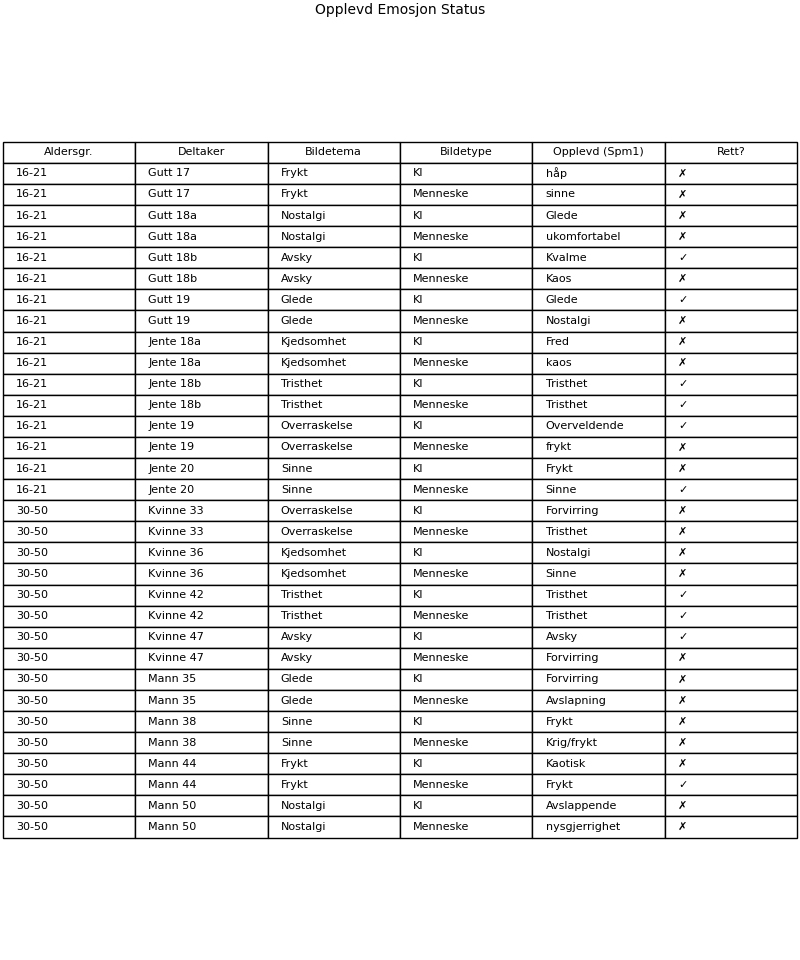 Opplevd Emosjon Status
Aldersgr. Deltaker Bildetema Bildetype Opplevd (Spm1) Rett?
16-21 Gutt 17 Frykt KI håp ✗
16-21 Gutt 17 Frykt Menneske sinne ✗
16-21 Gutt 18a Nostalgi KI Glede ✗
16-21 Gutt 18a Nostalgi Menneske ukomfortabel ✗
16-21 Gutt 18b Avsky KI Kvalme ✓
16-21 Gutt 18b Avsky Menneske Kaos ✗
16-21 Gutt 19 Glede KI Glede ✓
16-21 Gutt 19 Glede Menneske Nostalgi ✗
16-21 Jente 18a Kjedsomhet KI Fred ✗
16-21 Jente 18a Kjedsomhet Menneske kaos ✗
16-21 Jente 18b Tristhet KI Tristhet ✓
16-21 Jente 18b Tristhet Menneske Tristhet ✓
16-21 Jente 19 Overraskelse KI Overveldende ✓
16-21 Jente 19 Overraskelse Menneske frykt ✗
16-21 Jente 20 Sinne KI Frykt ✗
16-21 Jente 20 Sinne Menneske Sinne ✓
30-50 Kvinne 33 Overraskelse KI Forvirring ✗
30-50 Kvinne 33 Overraskelse Menneske Tristhet ✗
30-50 Kvinne 36 Kjedsomhet KI Nostalgi ✗
30-50 Kvinne 36 Kjedsomhet Menneske Sinne ✗
30-50 Kvinne 42 Tristhet KI Tristhet ✓
30-50 Kvinne 42 Tristhet Menneske Tristhet ✓
30-50 Kvinne 47 Avsky KI Avsky ✓
30-50 Kvinne 47 Avsky Menneske Forvirring ✗
30-50 Mann 35 Glede KI Forvirring ✗
30-50 Mann 35 Glede Menneske Avslapning ✗
30-50 Mann 38 Sinne KI Frykt ✗
30-50 Mann 38 Sinne Menneske Krig/frykt ✗
30-50 Mann 44 Frykt KI Kaotisk ✗
30-50 Mann 44 Frykt Menneske Frykt ✓
30-50 Mann 50 Nostalgi KI Avslappende ✗
30-50 Mann 50 Nostalgi Menneske nysgjerrighet ✗